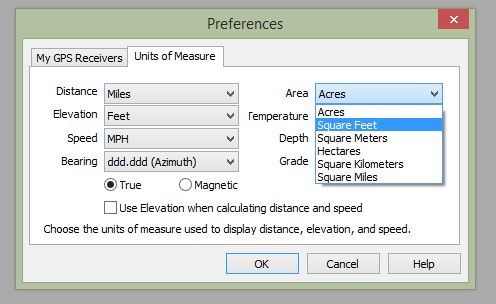 Preferences
My GPS Receivers Units of Measure
Distance Miles Area Acres
Elevation Feet Temperature
Speed MPH Depth
Bearing ddd.ddd (Azimuth) Grade
Acres
Square Feet
Square Meters
Hectares
Square Kilometers
Square Miles
True Magnetic
Use Elevation when calculating distance and speed
Choose the units of measure used to display distance, elevation, and speed.
OK Cancel Help